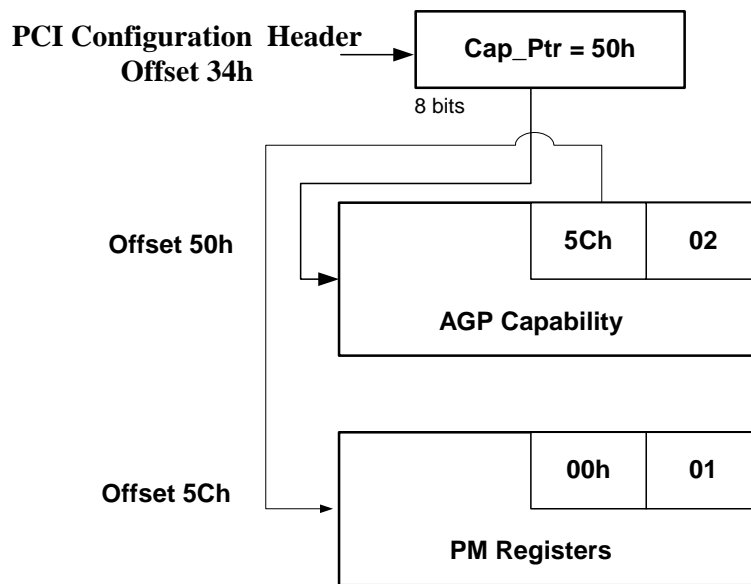 PCI Configuration Header
Offset 34h
Cap_Ptr = 50h
8 bits
Offset 50h
5Ch
02
AGP Capability
Offset 5Ch
00h
01
PM Registers